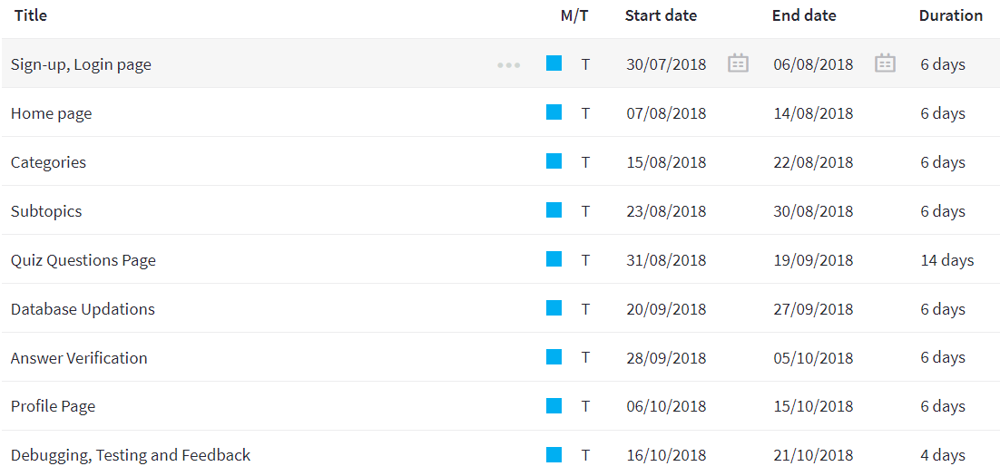 Title M/T Start date End date Duration
Sign-up, Login page T 30/07/2018 06/08/2018 6 days
Home page T 07/08/2018 14/08/2018 6 days
Categories T 15/08/2018 22/08/2018 6 days
Subtopics T 23/08/2018 30/08/2018 6 days
Quiz Questions Page T 31/08/2018 19/09/2018 14 days
Database Updations T 20/09/2018 27/09/2018 6 days
Answer Verification T 28/09/2018 05/10/2018 6 days
Profile Page T 06/10/2018 15/10/2018 6 days
Debugging, Testing and Feedback T 16/10/2018 21/10/2018 4 days